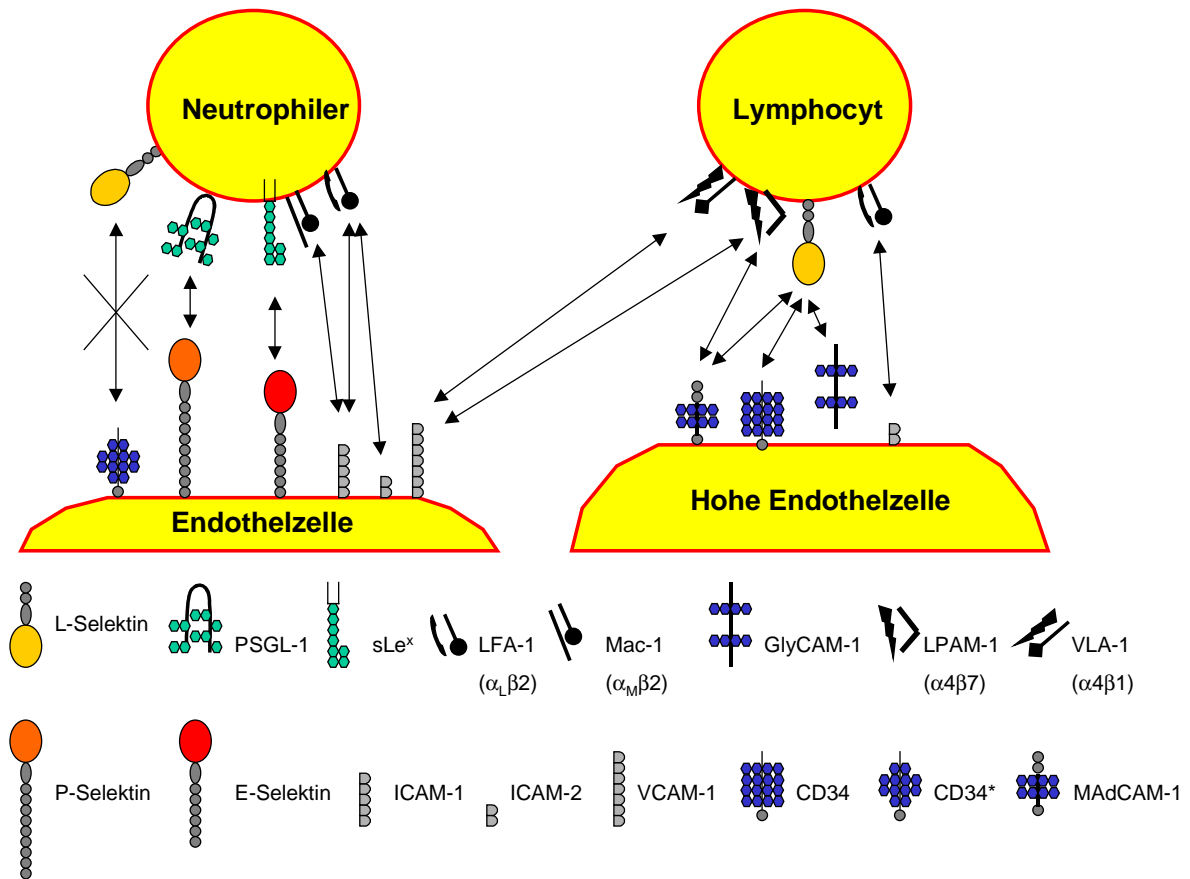 Neutrophiler
Lymphocyt
Endothelzelle
Hohe Endothelzelle
L-Selektin
PSGL-1
sLeˣ
LFA-1
(α_Lβ2)
Mac-1
(α_Mβ2)
GlyCAM-1
LPAM-1
(α4β7)
VLA-1
(α4β1)
P-Selektin
E-Selektin
ICAM-1
ICAM-2
VCAM-1
CD34
CD34*
MAdCAM-1